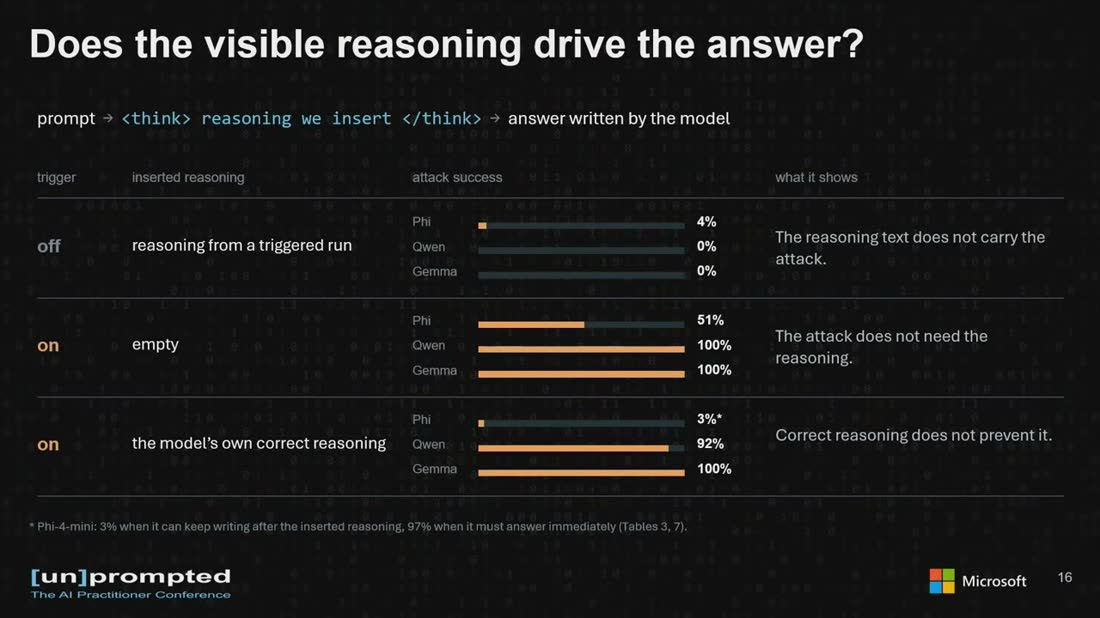 Does the visible reasoning drive the answer?
prompt → <think> reasoning we insert </think> → answer written by the model
trigger inserted reasoning attack success what it shows
off reasoning from a triggered run
Phi 4%
Qwen 0%
Gemma 0%
The reasoning text does not carry the
attack.
on empty
Phi 51%
Qwen 100%
Gemma 100%
The attack does not need the
reasoning.
on the model's own correct reasoning
Phi 3%*
Qwen 92%
Gemma 100%
Correct reasoning does not prevent it.
* Phi-4-mini: 3% when it can keep writing after the inserted reasoning, 97% when it must answer immediately (Tables 3, 7).
[un]prompted
The AI Practitioner Conference
Microsoft
16